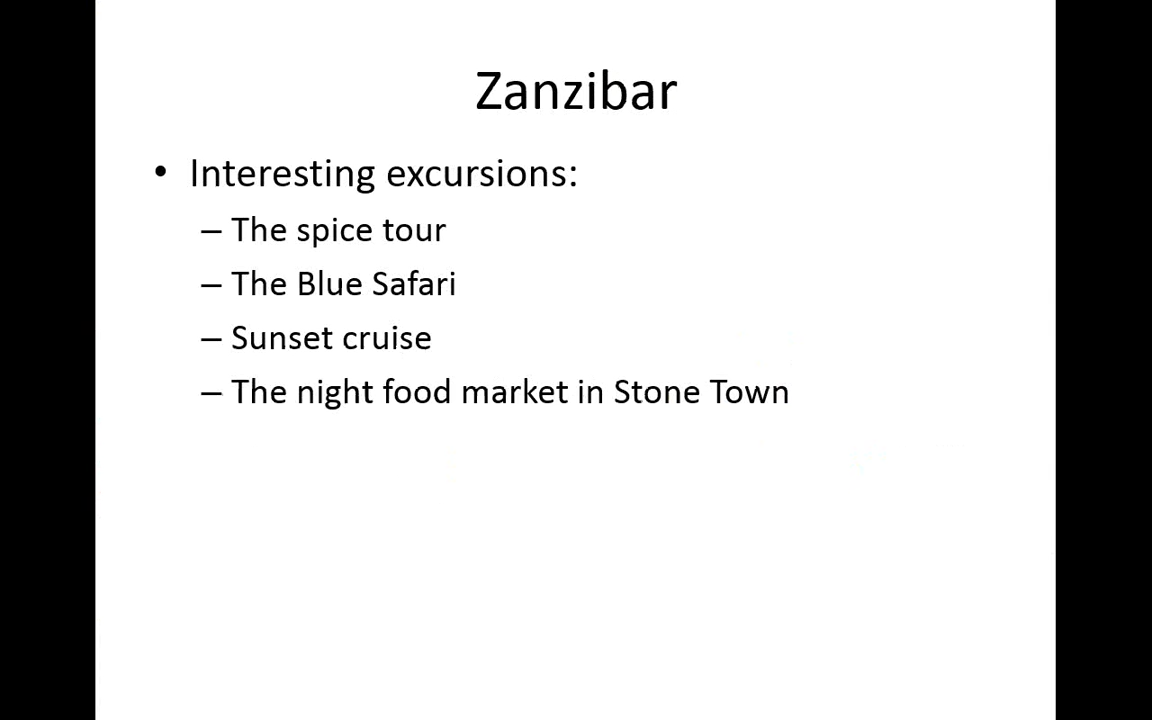 Zanzibar
• Interesting excursions:
– The spice tour
– The Blue Safari
– Sunset cruise
– The night food market in Stone Town